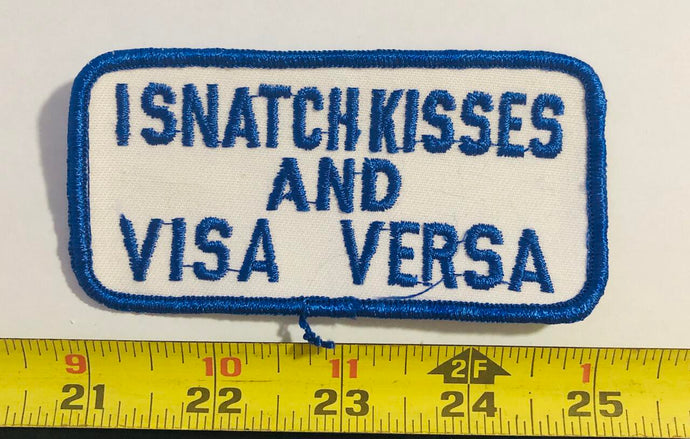 I SNATCH KISSES
AND
VISA VERSA
9 10 11 2F 1
21 22 23 24 25